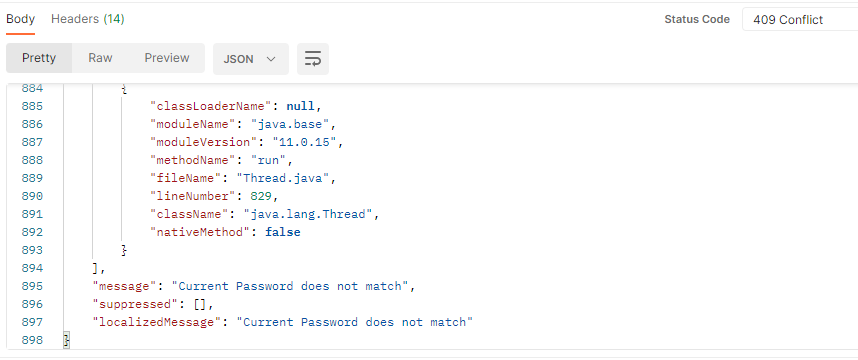 Body Headers (14) Status Code 409 Conflict
Pretty Raw Preview JSON
884 {
885 "classLoaderName": null,
886 "moduleName": "java.base",
887 "moduleVersion": "11.0.15",
888 "methodName": "run",
889 "fileName": "Thread.java",
890 "lineNumber": 829,
891 "className": "java.lang.Thread",
892 "nativeMethod": false
893 }
894 ],
895 "message": "Current Password does not match",
896 "suppressed": [],
897 "localizedMessage": "Current Password does not match"
898 }